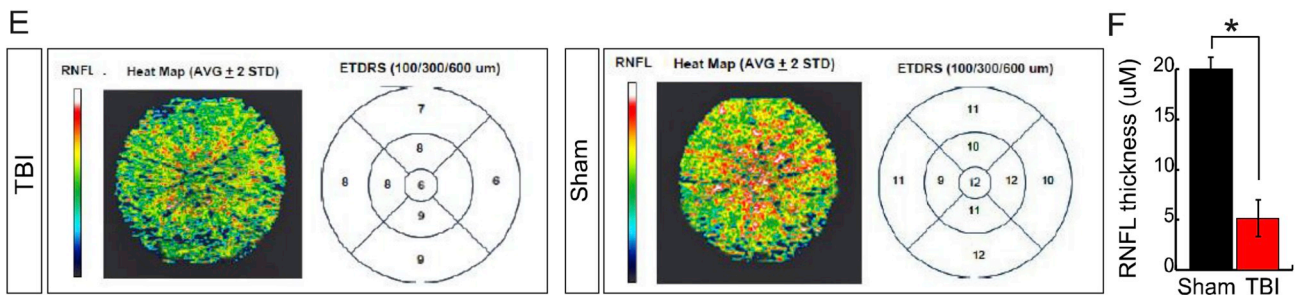 E
TBI
RNFL . Heat Map (AVG ± 2 STD) ETDRS (100/300/600 um)
7
8
8 8 6 6
9
9
Sham
RNFL Heat Map (AVG ± 2 STD) ETDRS (100/300/600 um)
11
10
11 9 12 12 10
11
12
F
*
RNFL thickness (uM)
20
15
20
5
0
Sham TBI